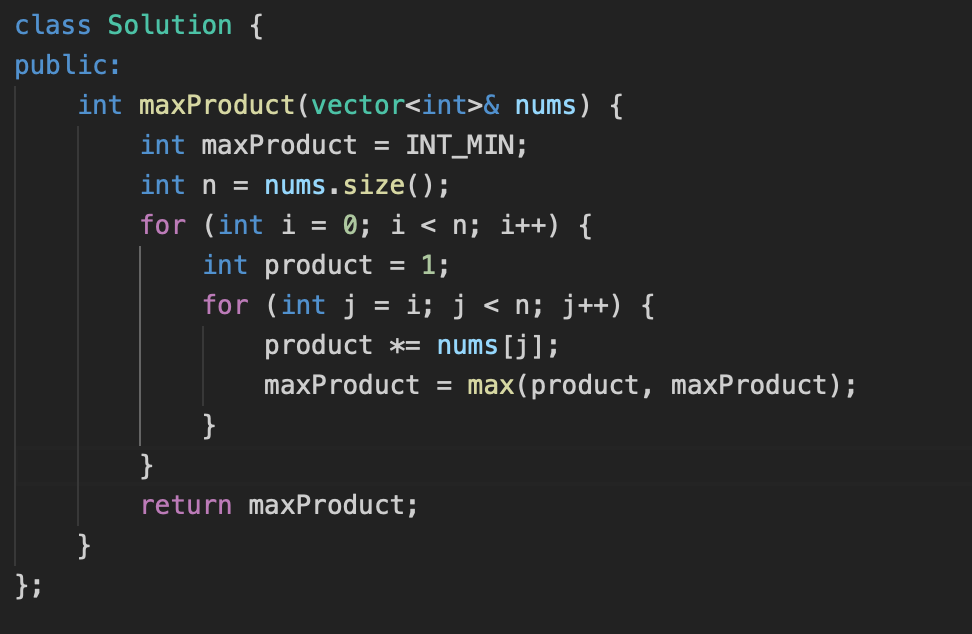 class Solution {
public:
    int maxProduct(vector<int>& nums) {
        int maxProduct = INT_MIN;
        int n = nums.size();
        for (int i = 0; i < n; i++) {
            int product = 1;
            for (int j = i; j < n; j++) {
                product *= nums[j];
                maxProduct = max(product, maxProduct);
            }
        }
        return maxProduct;
    }
};